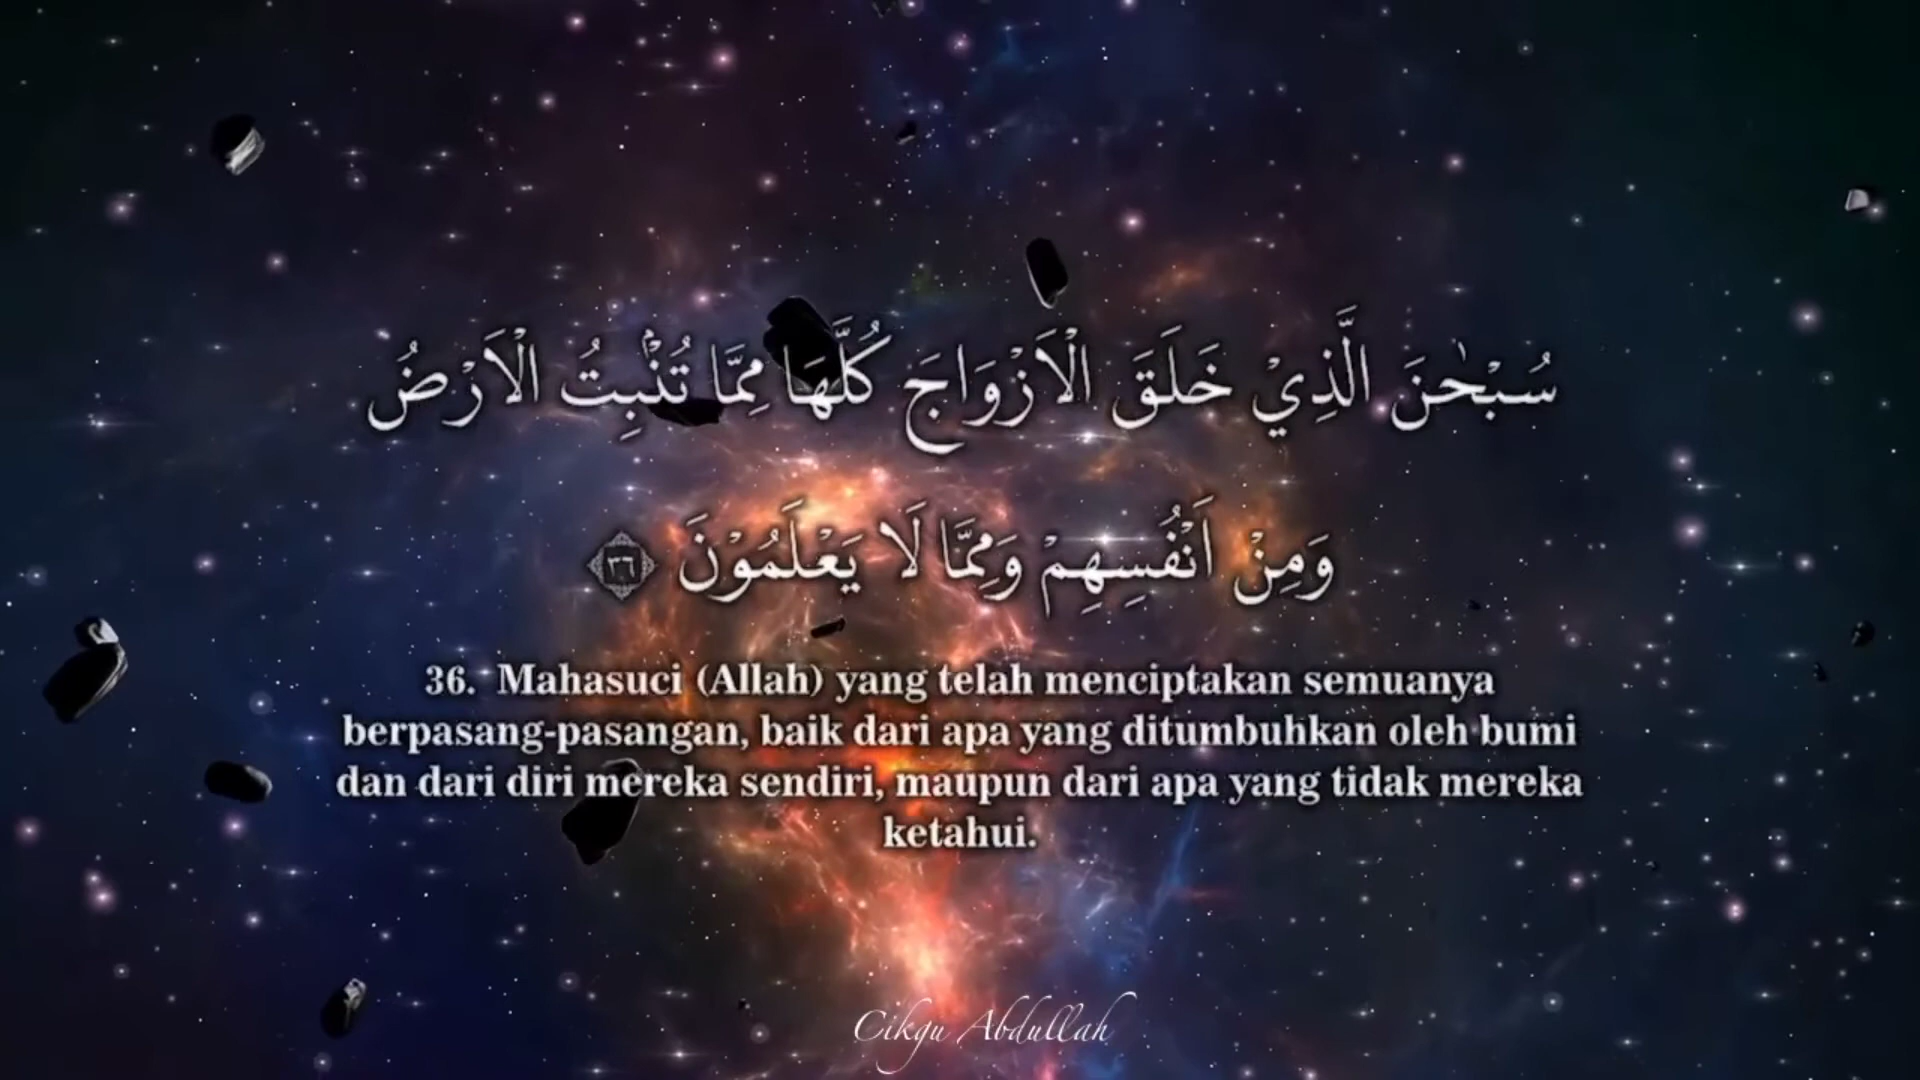 سُبْحٰنَ الَّذِيْ خَلَقَ الْاَزْوَاجَ كُلَّهَا مِمَّا تُنْۢبِتُ الْاَرْضُ
وَمِنْ اَنْفُسِهِمْ وَمِمَّا لَا يَعْلَمُوْنَ ٣٦
36. Mahasuci (Allah) yang telah menciptakan semuanya
berpasang-pasangan, baik dari apa yang ditumbuhkan oleh bumi
dan dari diri mereka sendiri, maupun dari apa yang tidak mereka
ketahui.
Cikgu Abdullah